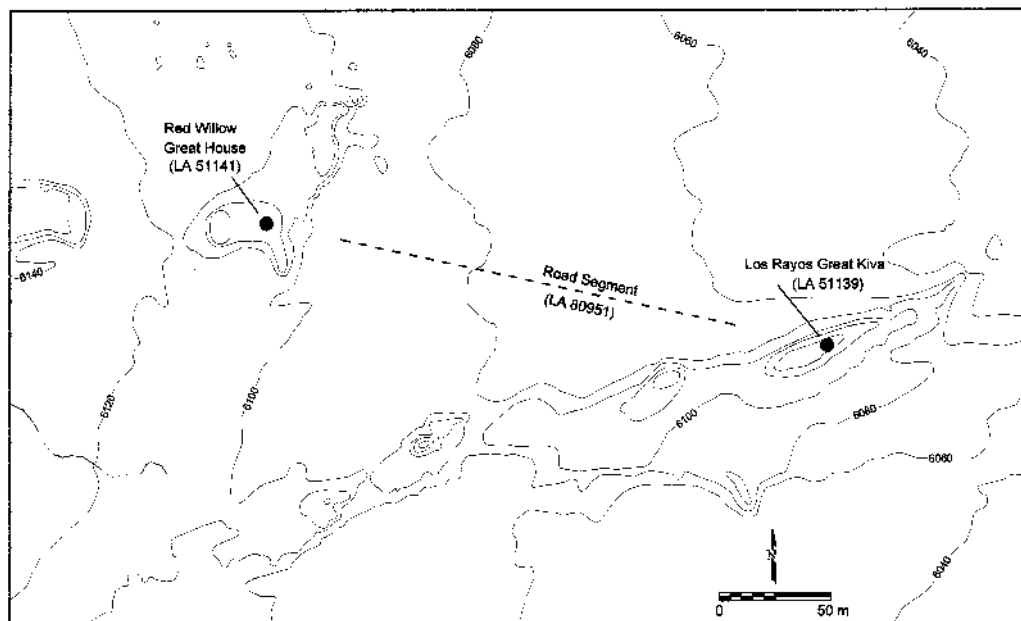 6080
6060
6040
Red Willow
Great House
(LA 51141)
6140
Road Segment
(LA 80951)
Los Rayos Great Kiva
(LA 51139)
6120
6100
6100
6080
6060
6040
N
0 50 m